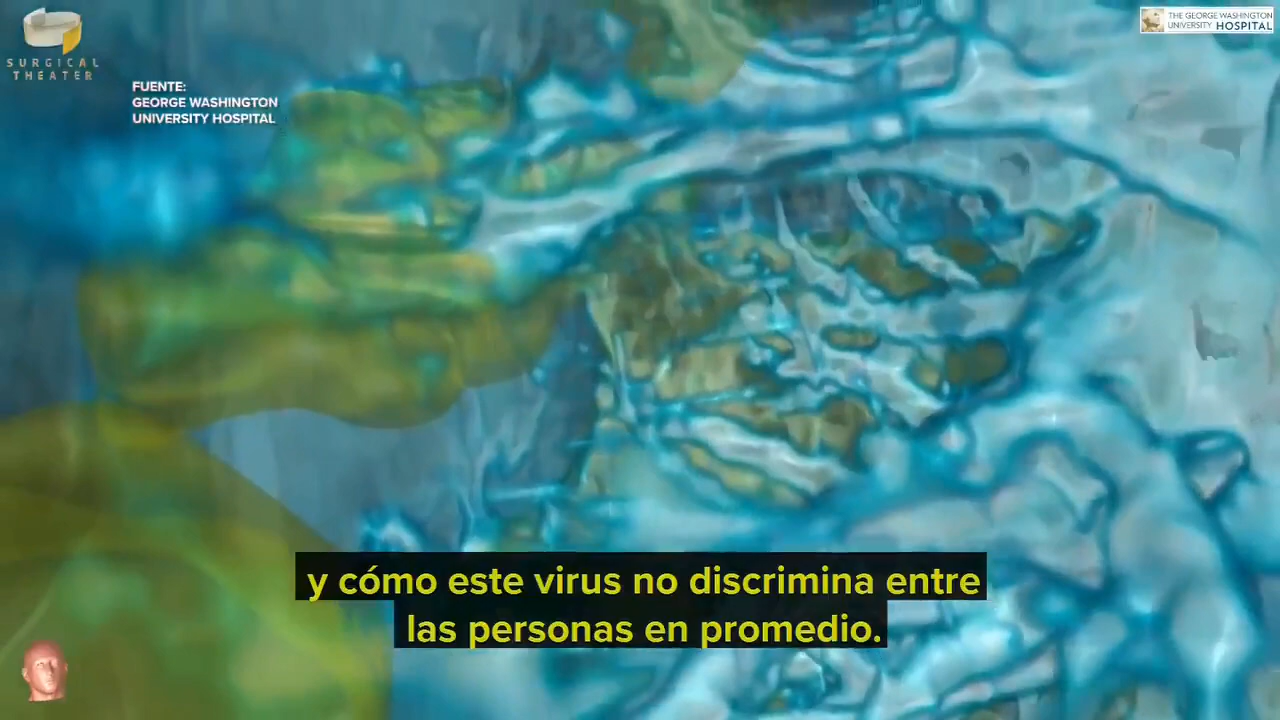 SURGICAL
THEATER
THE GEORGE WASHINGTON
UNIVERSITY HOSPITAL
FUENTE:
GEORGE WASHINGTON
UNIVERSITY HOSPITAL
y cómo este virus no discrimina entre
las personas en promedio.